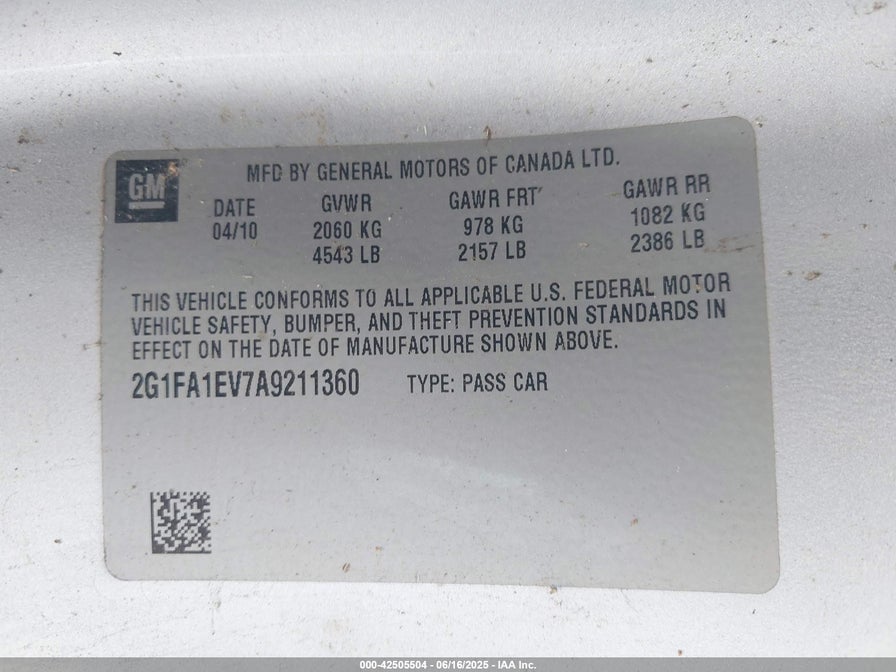 GM
MFD BY GENERAL MOTORS OF CANADA LTD.
DATE GVWR GAWR FRT GAWR RR
04/10 2060 KG 978 KG 1082 KG
4543 LB 2157 LB 2386 LB
THIS VEHICLE CONFORMS TO ALL APPLICABLE U.S. FEDERAL MOTOR
VEHICLE SAFETY, BUMPER, AND THEFT PREVENTION STANDARDS IN
EFFECT ON THE DATE OF MANUFACTURE SHOWN ABOVE.
2G1FA1EV7A9211360 TYPE: PASS CAR
000-42505504 - 06/16/2025 - IAA Inc.